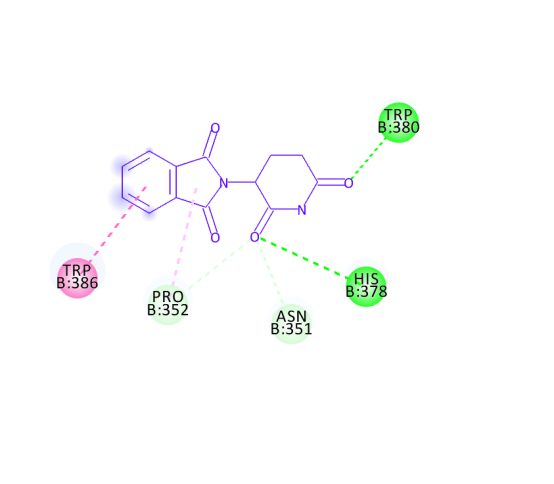 TRP
B:380
O
O
N
O
N
O
O
TRP
B:386
HIS
B:378
PRO
B:352
ASN
B:351